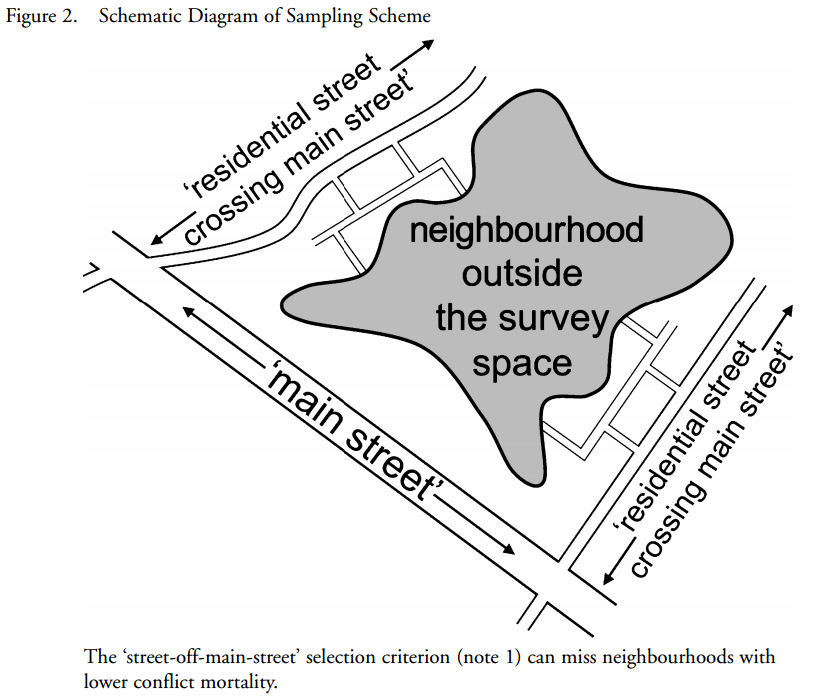 Figure 2. Schematic Diagram of Sampling Scheme
‘residential street
crossing main street’
neighbourhood
outside
the survey
space
‘main street’
‘residential street
crossing main street’
The ‘street-off-main-street’ selection criterion (note 1) can miss neighbourhoods with
lower conflict mortality.